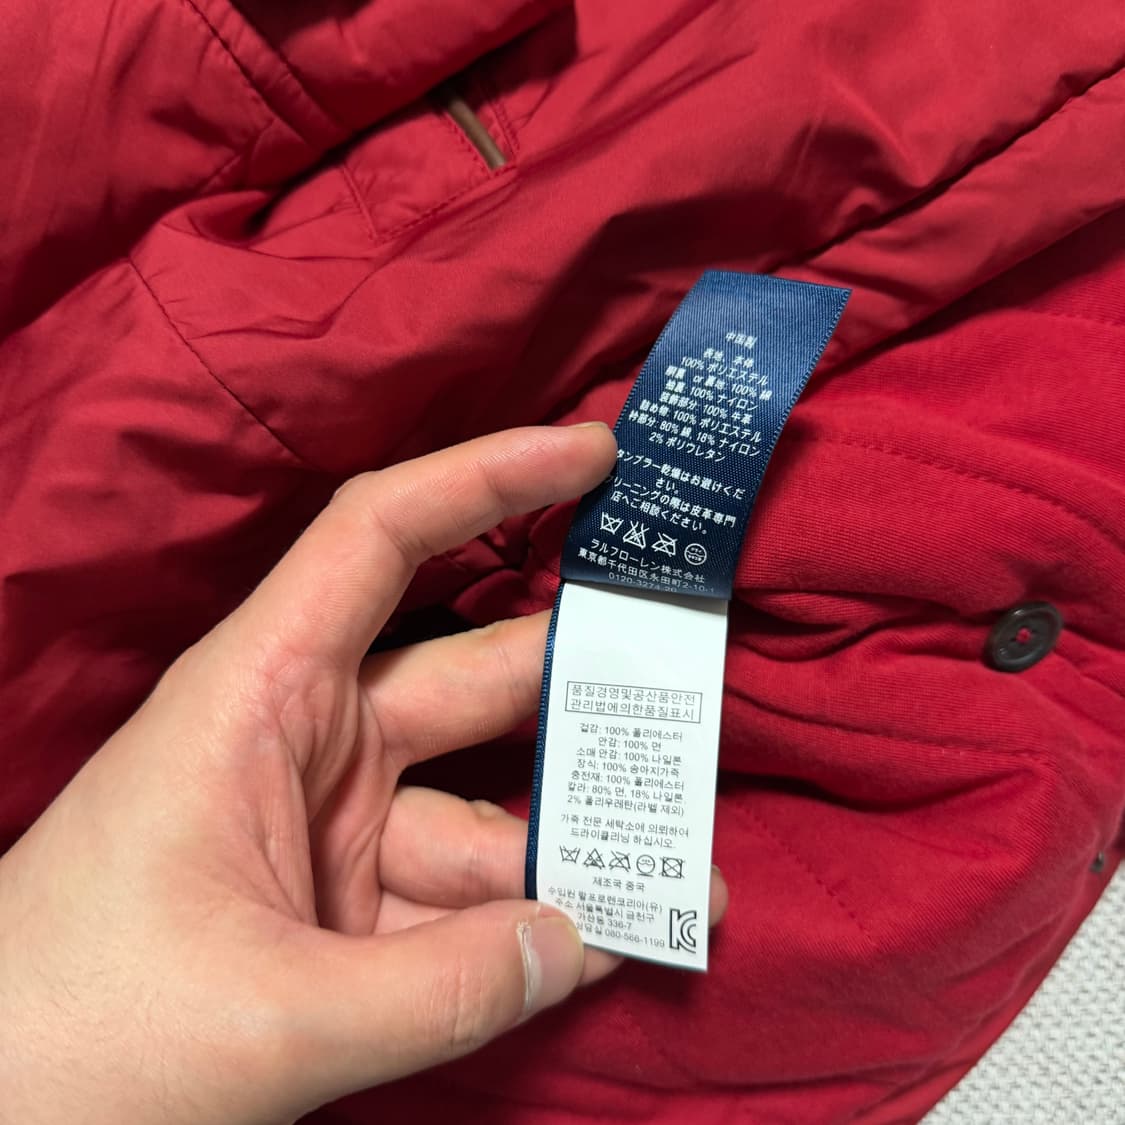 中国製
表地 本体
100% ポリエステル
胴裏 or 裏地: 100% 綿
袖裏: 100% ナイロン
装飾部分: 100% 牛革
詰め物: 100% ポリエステル
衿部分: 80% 綿, 18% ナイロン
2% ポリウレタン
タンブラー乾燥はお避けくだ
さい。
リーニングの際は皮革専門
店へご相談ください。
ラルフローレン株式会社
東京都千代田区永田町2-10-1
0120-3274-20
품질경영및공산품안전
관리법에의한품질표시
겉감: 100% 폴리에스터
안감: 100% 면
소매 안감: 100% 나일론
장식: 100% 송아지가죽
충전재: 100% 폴리에스터
칼라: 80% 면, 18% 나일론
2% 폴리우레탄(라벨 제외)
가죽 전문 세탁소에 의뢰하여
드라이클리닝 하십시오.
제조국 중국
수입원 랄프로렌코리아(유)
주소 서울특별시 금천구
가산동 336-7
상담실 080-566-1199